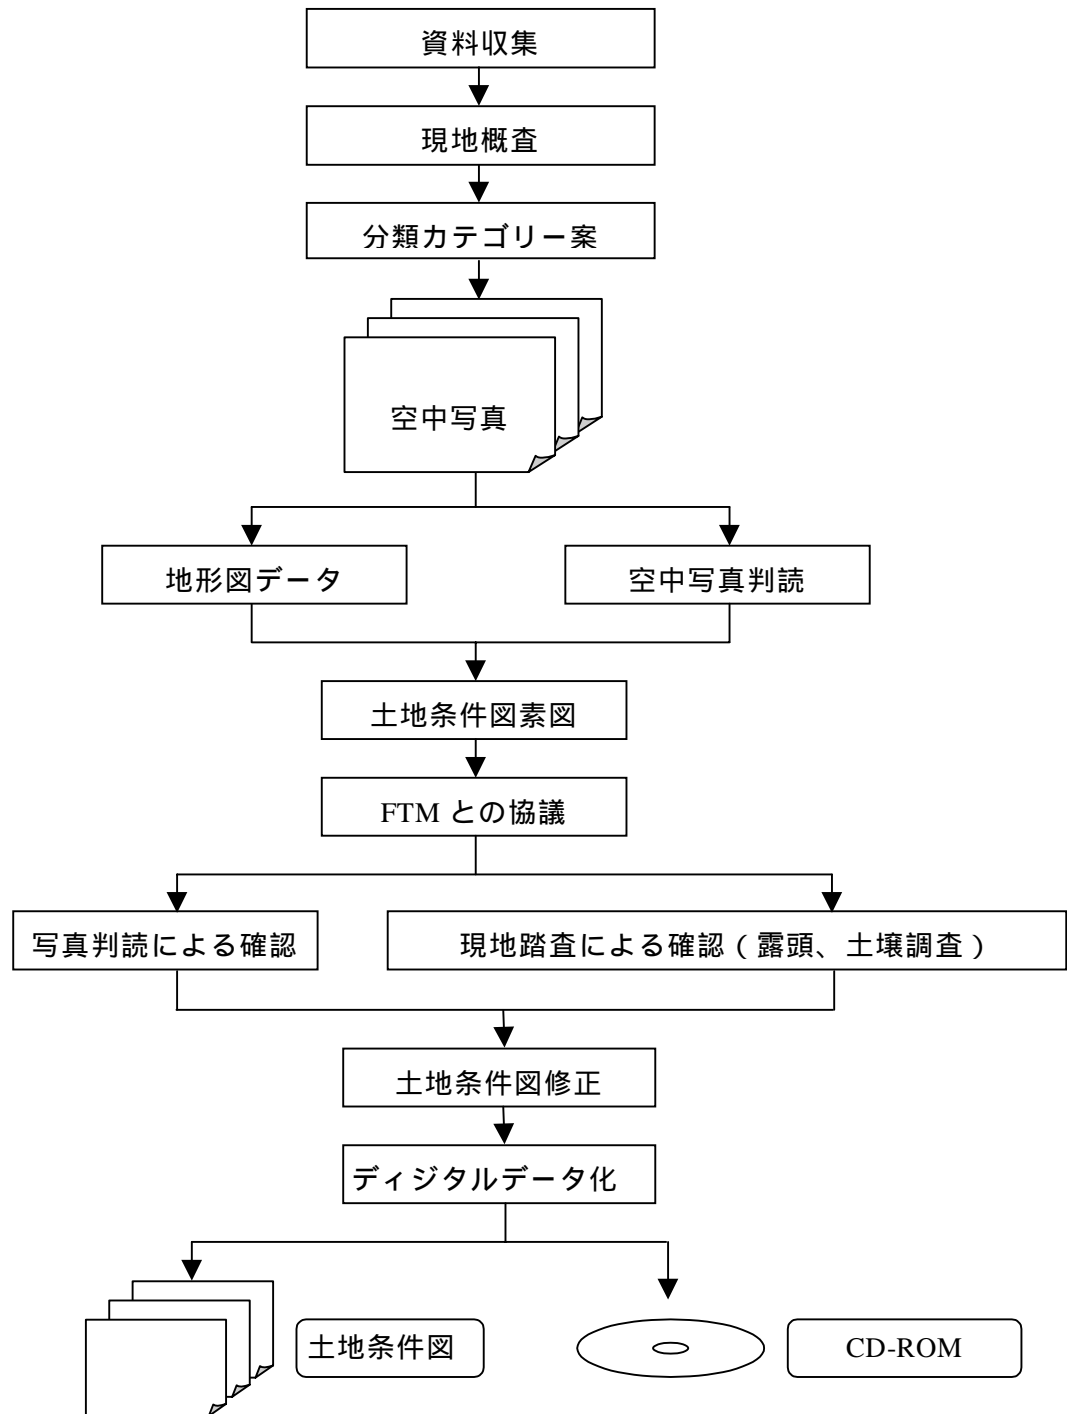 資料収集
現地概査
分類カテゴリー案
空中写真
地形図データ
空中写真判読
土地条件図素図
FTM との協議
写真判読による確認
現地踏査による確認（露頭、土壌調査）
土地条件図修正
ディジタルデータ化
土地条件図
CD-ROM